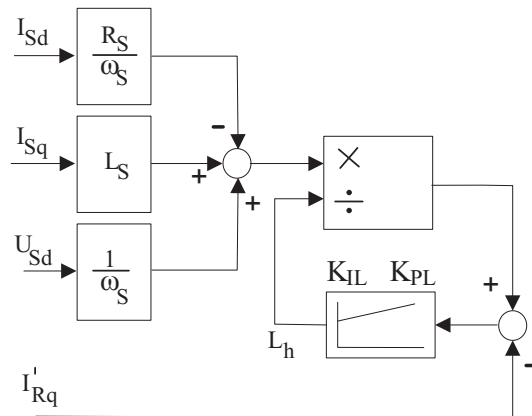 I_Sd
R_S
ω_S
−
I_Sq
L_S
+
×
÷
+
U_Sd
1
ω_S
K_IL K_PL
+
L_h
−
I'_Rq